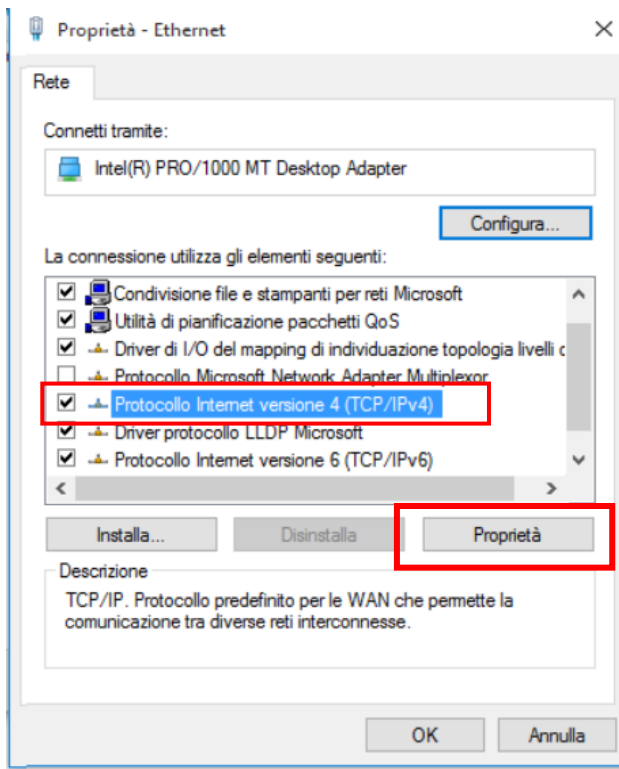 Proprietà - Ethernet
Rete
Connetti tramite:
Intel(R) PRO/1000 MT Desktop Adapter
Configura...
La connessione utilizza gli elementi seguenti:
Condivisione file e stampanti per reti Microsoft
Utilità di pianificazione pacchetti QoS
Driver di I/O del mapping di individuazione topologia livelli c
Protocollo Microsoft Network Adapter Multiplexor
Protocollo Internet versione 4 (TCP/IPv4)
Driver protocollo LLDP Microsoft
Protocollo Internet versione 6 (TCP/IPv6)
Installa...
Disinstalla
Proprietà
Descrizione
TCP/IP. Protocollo predefinito per le WAN che permette la
comunicazione tra diverse reti interconnesse.
OK
Annulla